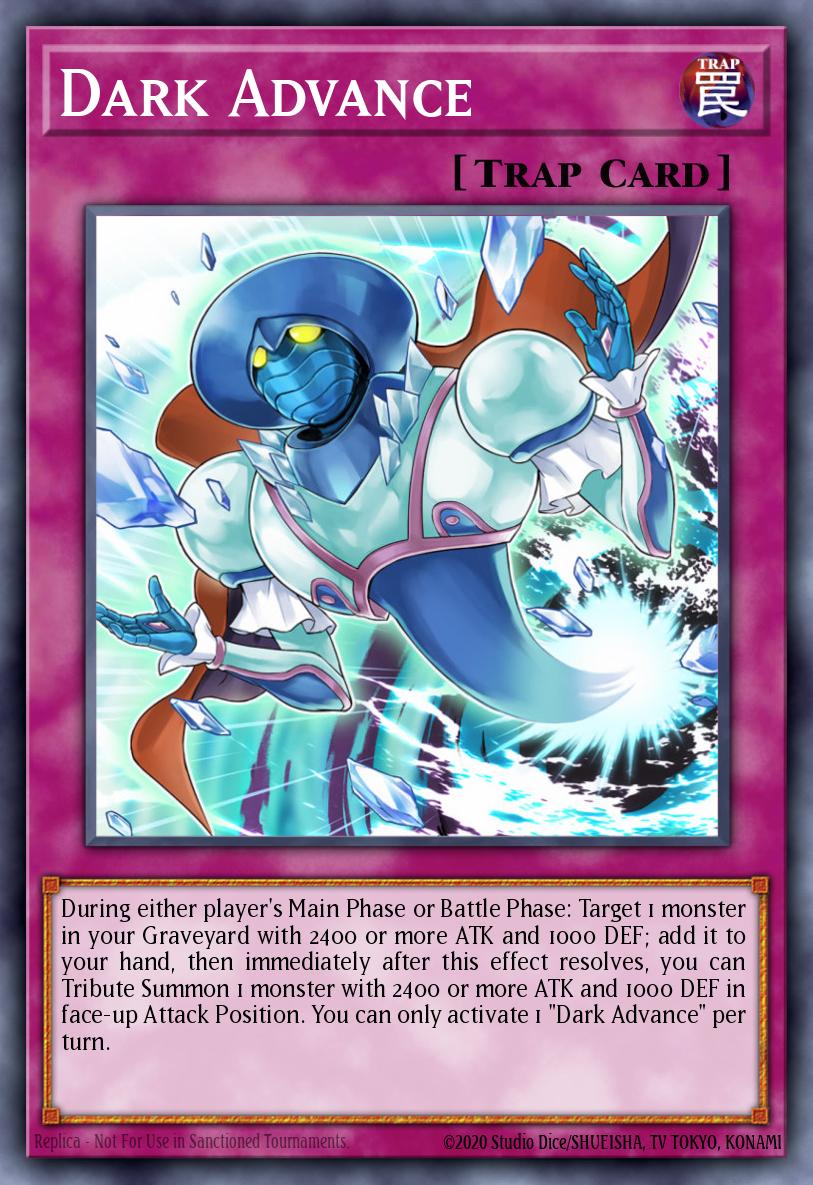 Dark Advance
TRAP
罠
[Trap Card]
During either player's Main Phase or Battle Phase: Target 1 monster
in your Graveyard with 2400 or more ATK and 1000 DEF; add it to
your hand, then immediately after this effect resolves, you can
Tribute Summon 1 monster with 2400 or more ATK and 1000 DEF in
face-up Attack Position. You can only activate 1 "Dark Advance" per
turn.
Replica - Not For Use in Sanctioned Tournaments.
©2020 Studio Dice/SHUEISHA, TV TOKYO, KONAMI